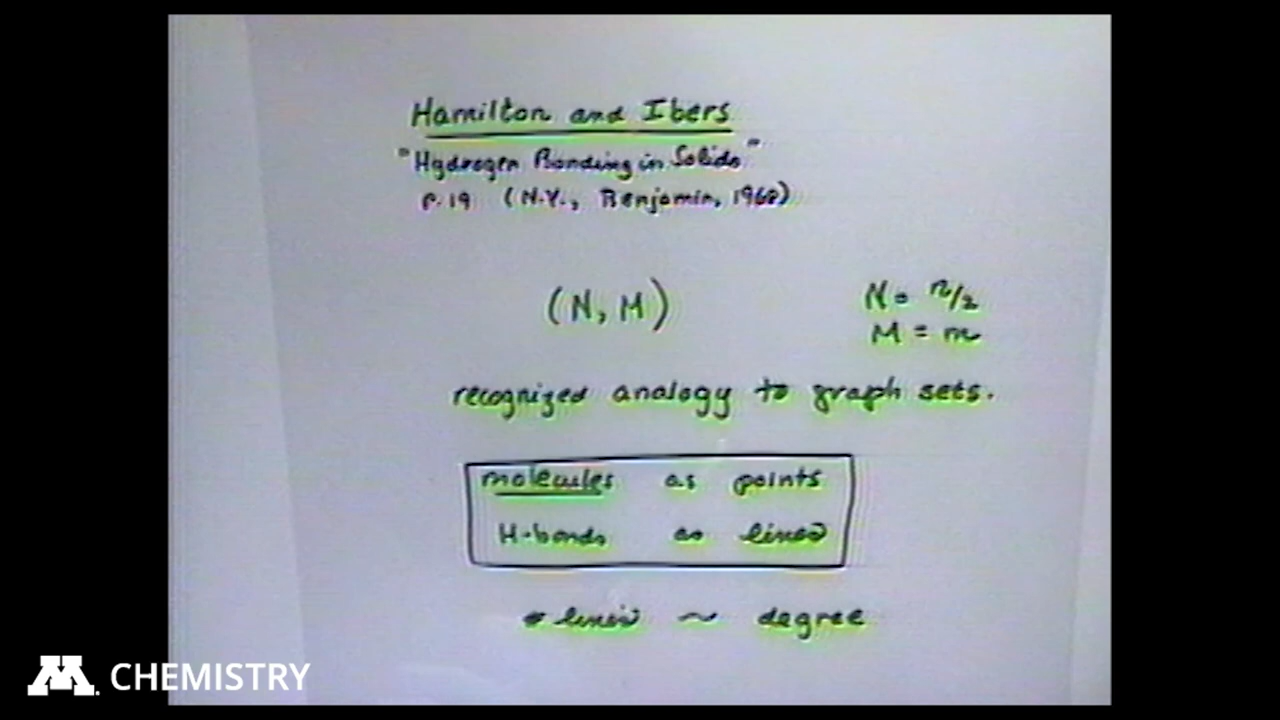 Hamilton and Ibers
"Hydrogen Bonding in Solids"
P. 19 (N.Y., Benjamin, 1968)
(N, M)
N = n/2
M = m
recognized analogy to graph sets.
molecules as points
H-bonds as lines
# lines ~ degree
M. CHEMISTRY